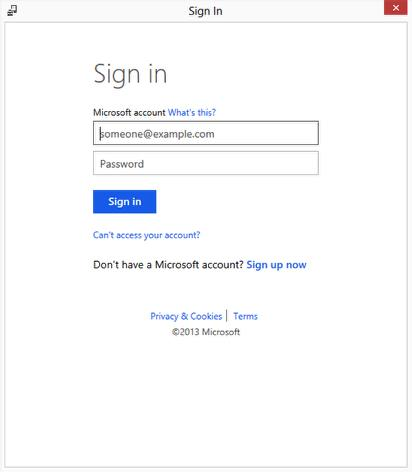 Sign In
Sign in
Microsoft account What's this?
someone@example.com
Password
Sign in
Can't access your account?
Don't have a Microsoft account? Sign up now
Privacy & Cookies | Terms
©2013 Microsoft